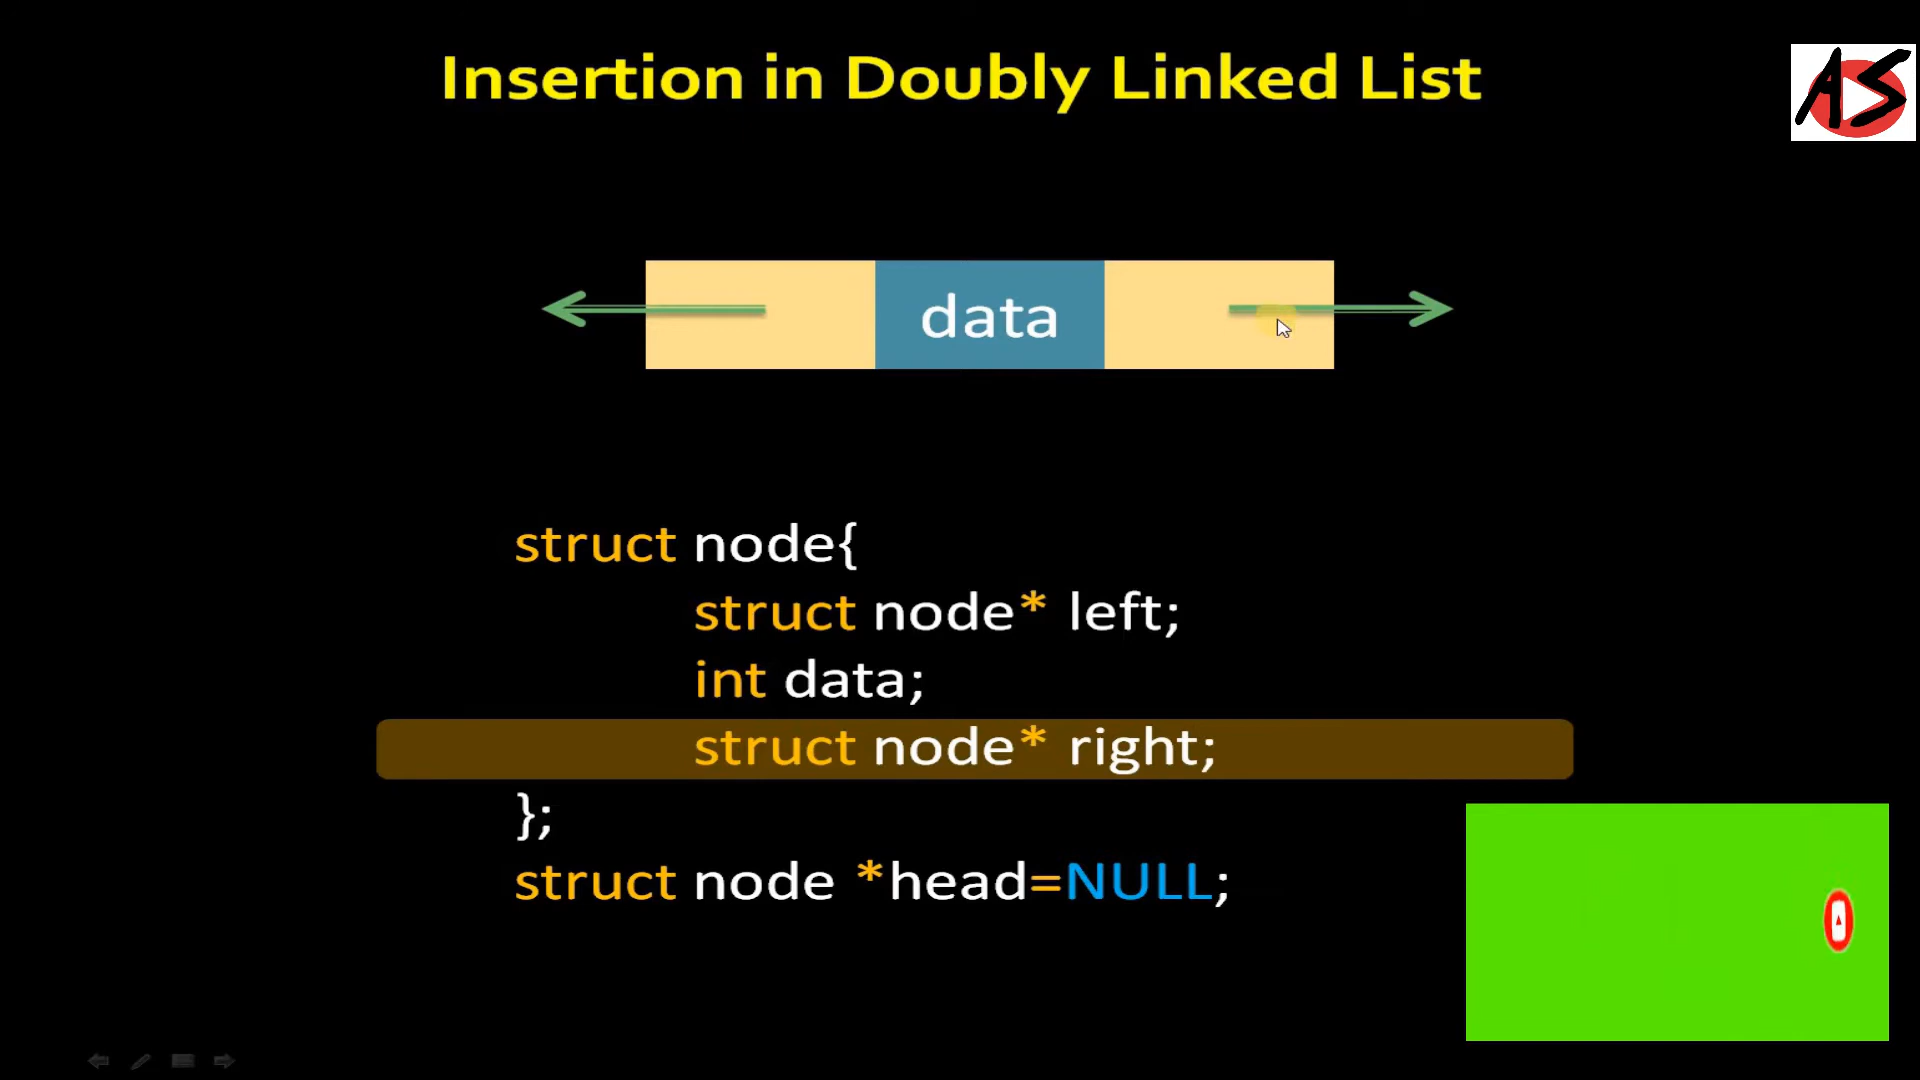 Insertion in Doubly Linked List
AS
data
struct node{
struct node* left;
int data;
struct node* right;
};
struct node *head=NULL;